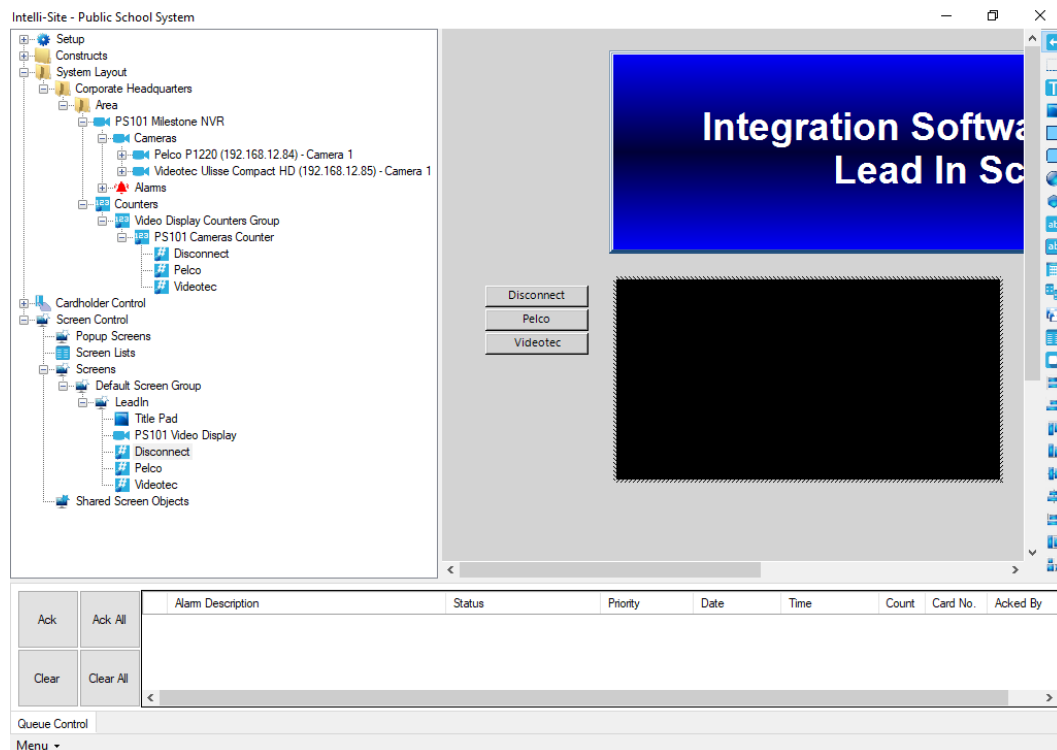 Intelli-Site - Public School System
Setup
Constructs
System Layout
Corporate Headquarters
Area
PS101 Milestone NVR
Cameras
Pelco P1220 (192.168.12.84) - Camera 1
Videotec Ulisse Compact HD (192.168.12.85) - Camera 1
Alarms
Counters
Video Display Counters Group
PS101 Cameras Counter
Disconnect
Pelco
Videotec
Cardholder Control
Screen Control
Popup Screens
Screen Lists
Screens
Default Screen Group
LeadIn
Title Pad
PS101 Video Display
Disconnect
Pelco
Videotec
Shared Screen Objects
Integration Softwa
Lead In Sc
Disconnect
Pelco
Videotec
Ack
Ack All
Clear
Clear All
Alarm Description Status Priority Date Time Count Card No. Acked By
Queue Control
Menu